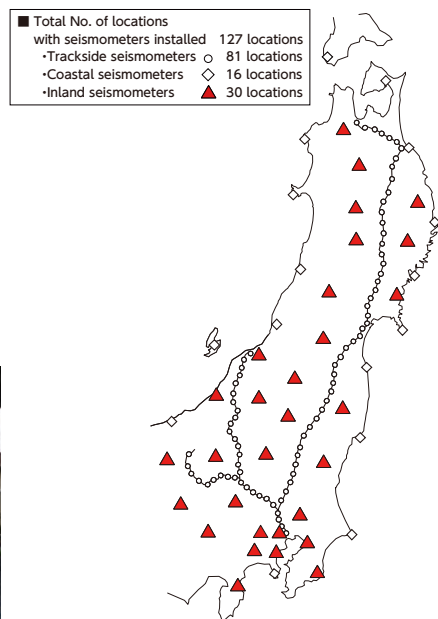 ■ Total No. of locations
with seismometers installed 127 locations
・Trackside seismometers ○ 81 locations
・Coastal seismometers ◇ 16 locations
・Inland seismometers ▲ 30 locations